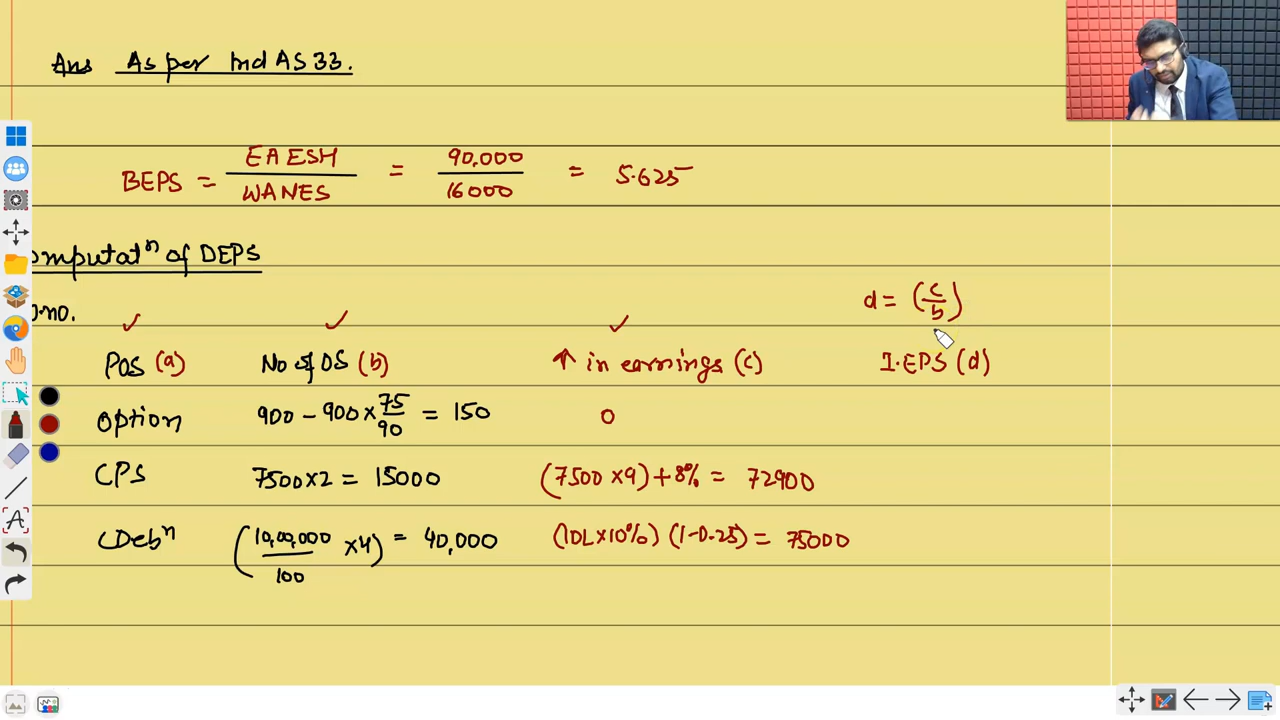 Ans As per Ind AS 33.
BEPS = EAESH / WANES = 90,000 / 16000 = 5.625
omputatⁿ of DEPS
no.
d = (c/b)
POS (a) No of OS (b) ↑ in earnings (c) I.EPS (d)
Option 900 - 900 × 75/90 = 150 0
CPS 7500 × 2 = 15000 (7500 × 9) + 8% = 72900
CDebⁿ (10,00,000/100 × 4) = 40,000 (10L × 10%) (1-0.25) = 75000